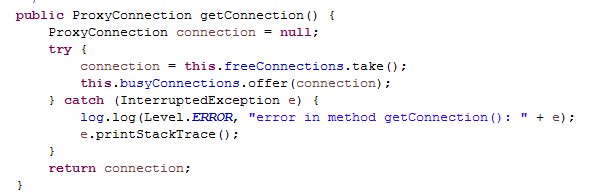 public ProxyConnection getConnection() {
ProxyConnection connection = null;
try {
connection = this.freeConnections.take();
this.busyConnections.offer(connection);
} catch (InterruptedException e) {
log.log(Level.ERROR, "error in method getConnection(): " + e);
e.printStackTrace();
}
return connection;
}